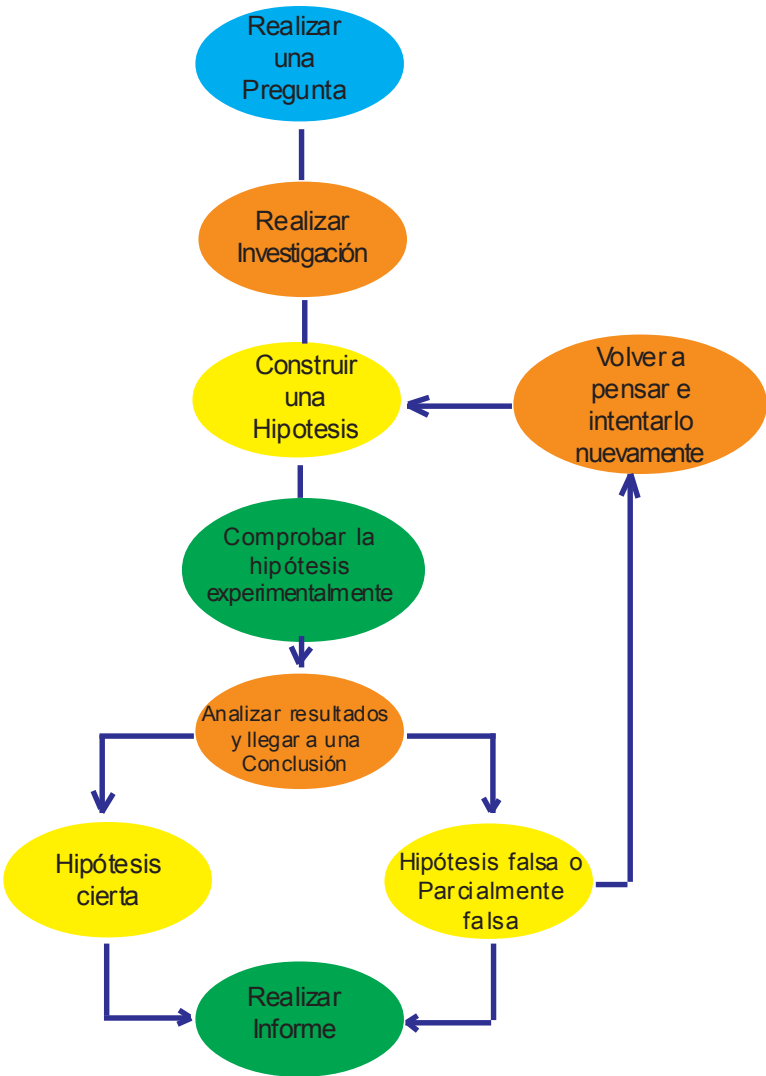 Realizar
una
Pregunta
Realizar
Investigación
Construir
una
Hipotesis
Volver a
pensar e
intentarlo
nuevamente
Comprobar la
hipótesis
experimentalmente
Analizar resultados
y llegar a una
Conclusión
Hipótesis
cierta
Hipótesis falsa o
Parcialmente
falsa
Realizar
Informe